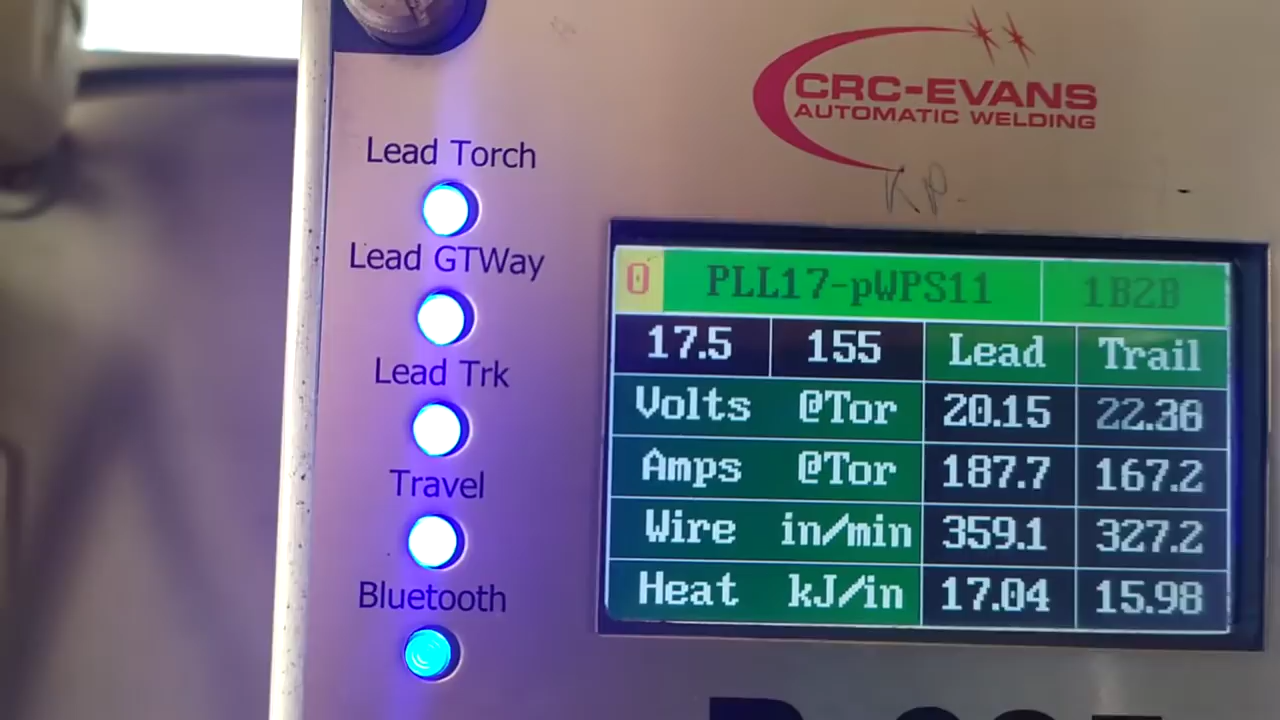 CRC-EVANS
AUTOMATIC WELDING
KP.
Lead Torch
Lead GTWay
Lead Trk
Travel
Bluetooth
0 PLL17-pWPS11 1B2B
17.5 155 Lead Trail
Volts @Tor 20.15 22.36
Amps @Tor 187.7 167.2
Wire in/min 359.1 327.2
Heat kJ/in 17.04 15.98